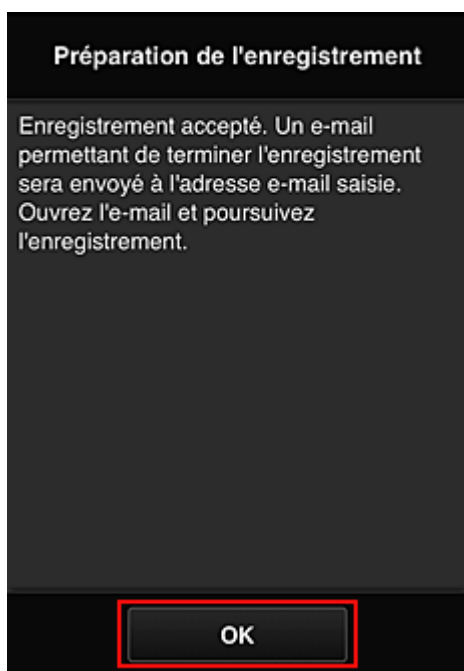 Préparation de l'enregistrement
Enregistrement accepté. Un e-mail
permettant de terminer l'enregistrement
sera envoyé à l'adresse e-mail saisie.
Ouvrez l'e-mail et poursuivez
l'enregistrement.
OK